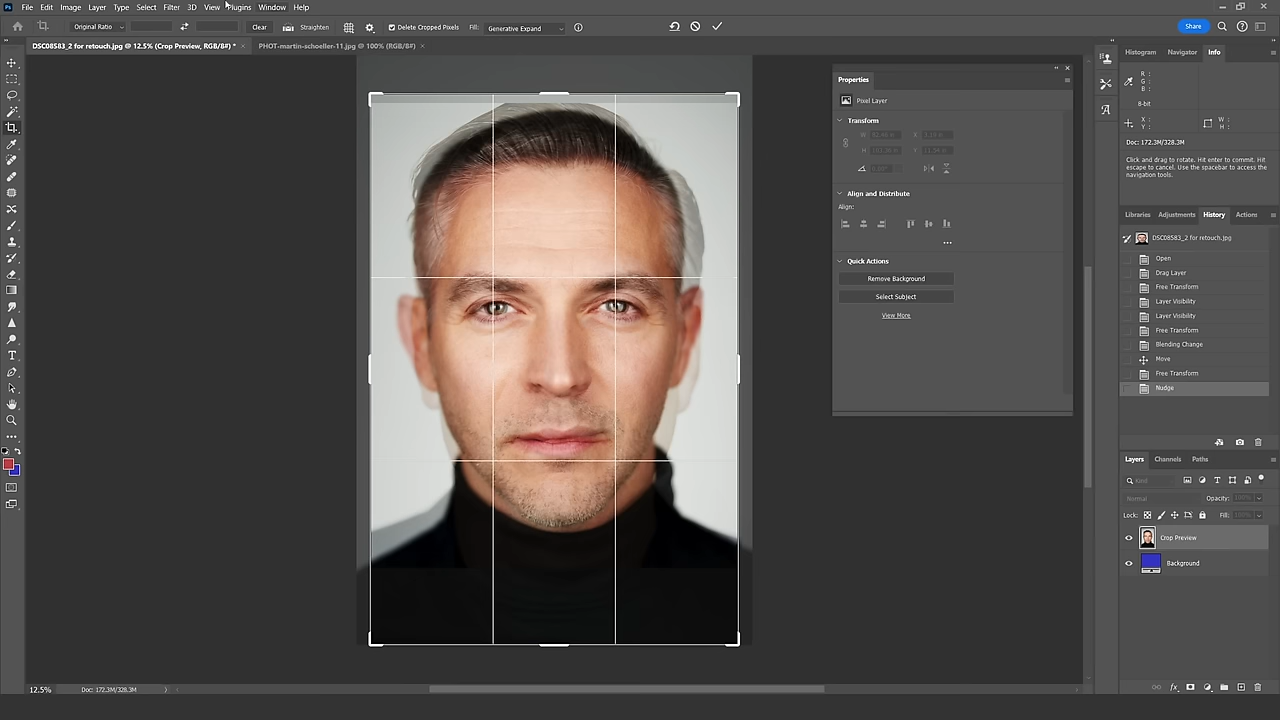 Ps File Edit Image Layer Type Select Filter 3D View Plugins Window Help
Original Ratio Clear Straighten Delete Cropped Pixels Fill: Generative Expand Share
DSC08583_2 for retouch.jpg @ 12.5% (Crop Preview, RGB/8#) * × PHOT-martin-schoeller-11.jpg @ 100% (RGB/8#) ×
Properties
Pixel Layer
Transform
W
X
H
Y
Align and Distribute
Align:
Quick Actions
Remove Background
Select Subject
View More
Histogram Navigator Info
R :
G :
B :
8-bit
X :
Y :
W :
H :
Doc: 172.3M/328.3M
Click and drag to rotate. Hit enter to commit. Hit
escape to cancel. Use the spacebar to access the
navigation tools.
Libraries Adjustments History Actions
DSC08583_2 for retouch.jpg
Open
Drag Layer
Free Transform
Layer Visibility
Layer Visibility
Free Transform
Blending Change
Move
Free Transform
Nudge
Layers Channels Paths
Kind
Normal Opacity: 100%
Lock: Fill: 100%
Crop Preview
Background
fx
12.5% Doc: 172.3M/328.3M